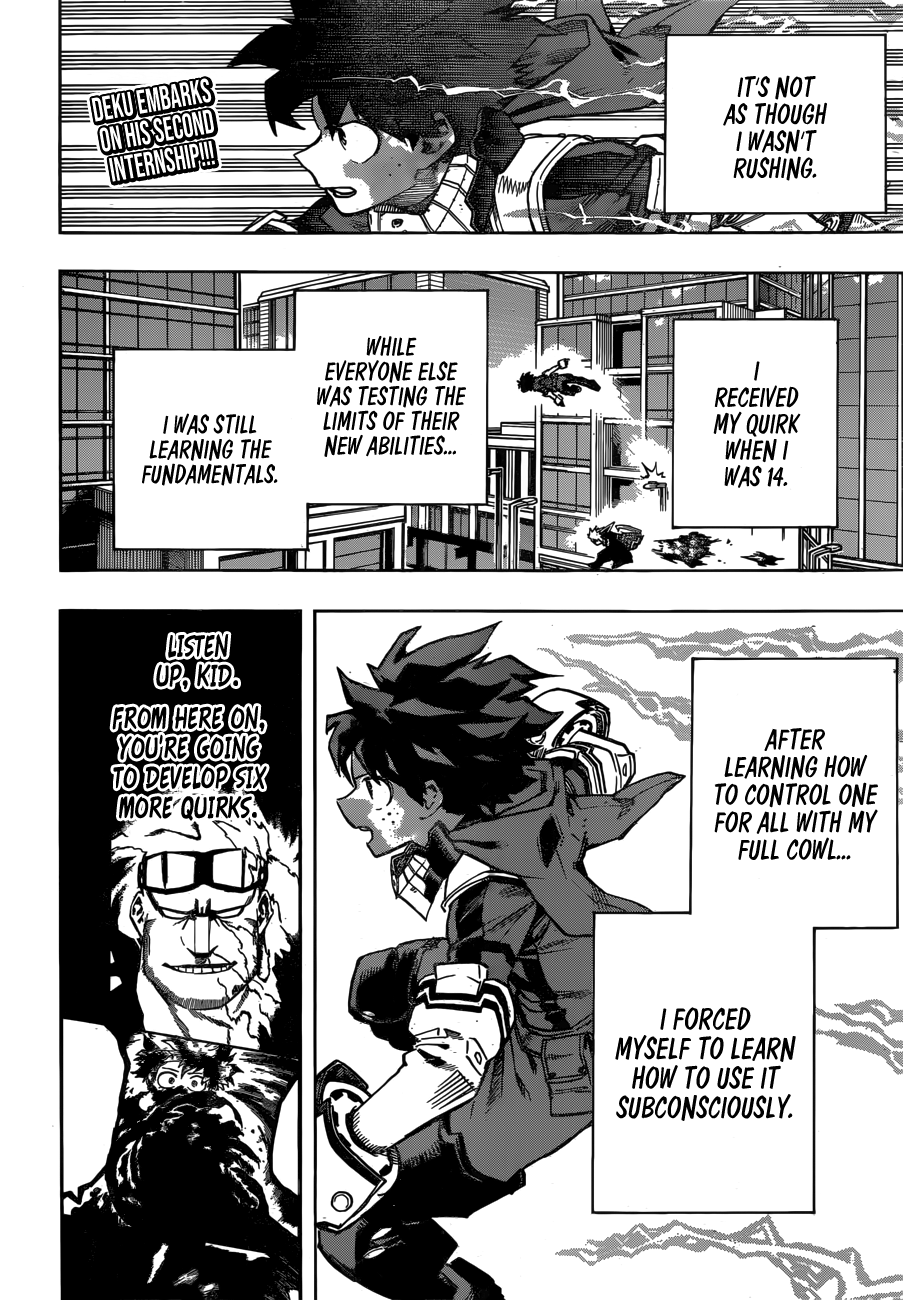 IT'S NOT
AS THOUGH
I WASN'T
RUSHING.
DEKU EMBARKS
ON HIS SECOND
INTERNSHIP!!!
I
RECEIVED
MY QUIRK
WHEN I
WAS 14.
WHILE
EVERYONE ELSE
WAS TESTING THE
LIMITS OF THEIR
NEW ABILITIES...
I WAS STILL
LEARNING THE
FUNDAMENTALS.
AFTER
LEARNING HOW
TO CONTROL ONE
FOR ALL WITH MY
FULL COWL...
I FORCED
MYSELF TO LEARN
HOW TO USE IT
SUBCONSCIOUSLY.
LISTEN
UP, KID.
FROM HERE ON,
YOU'RE GOING
TO DEVELOP SIX
MORE QUIRKS.